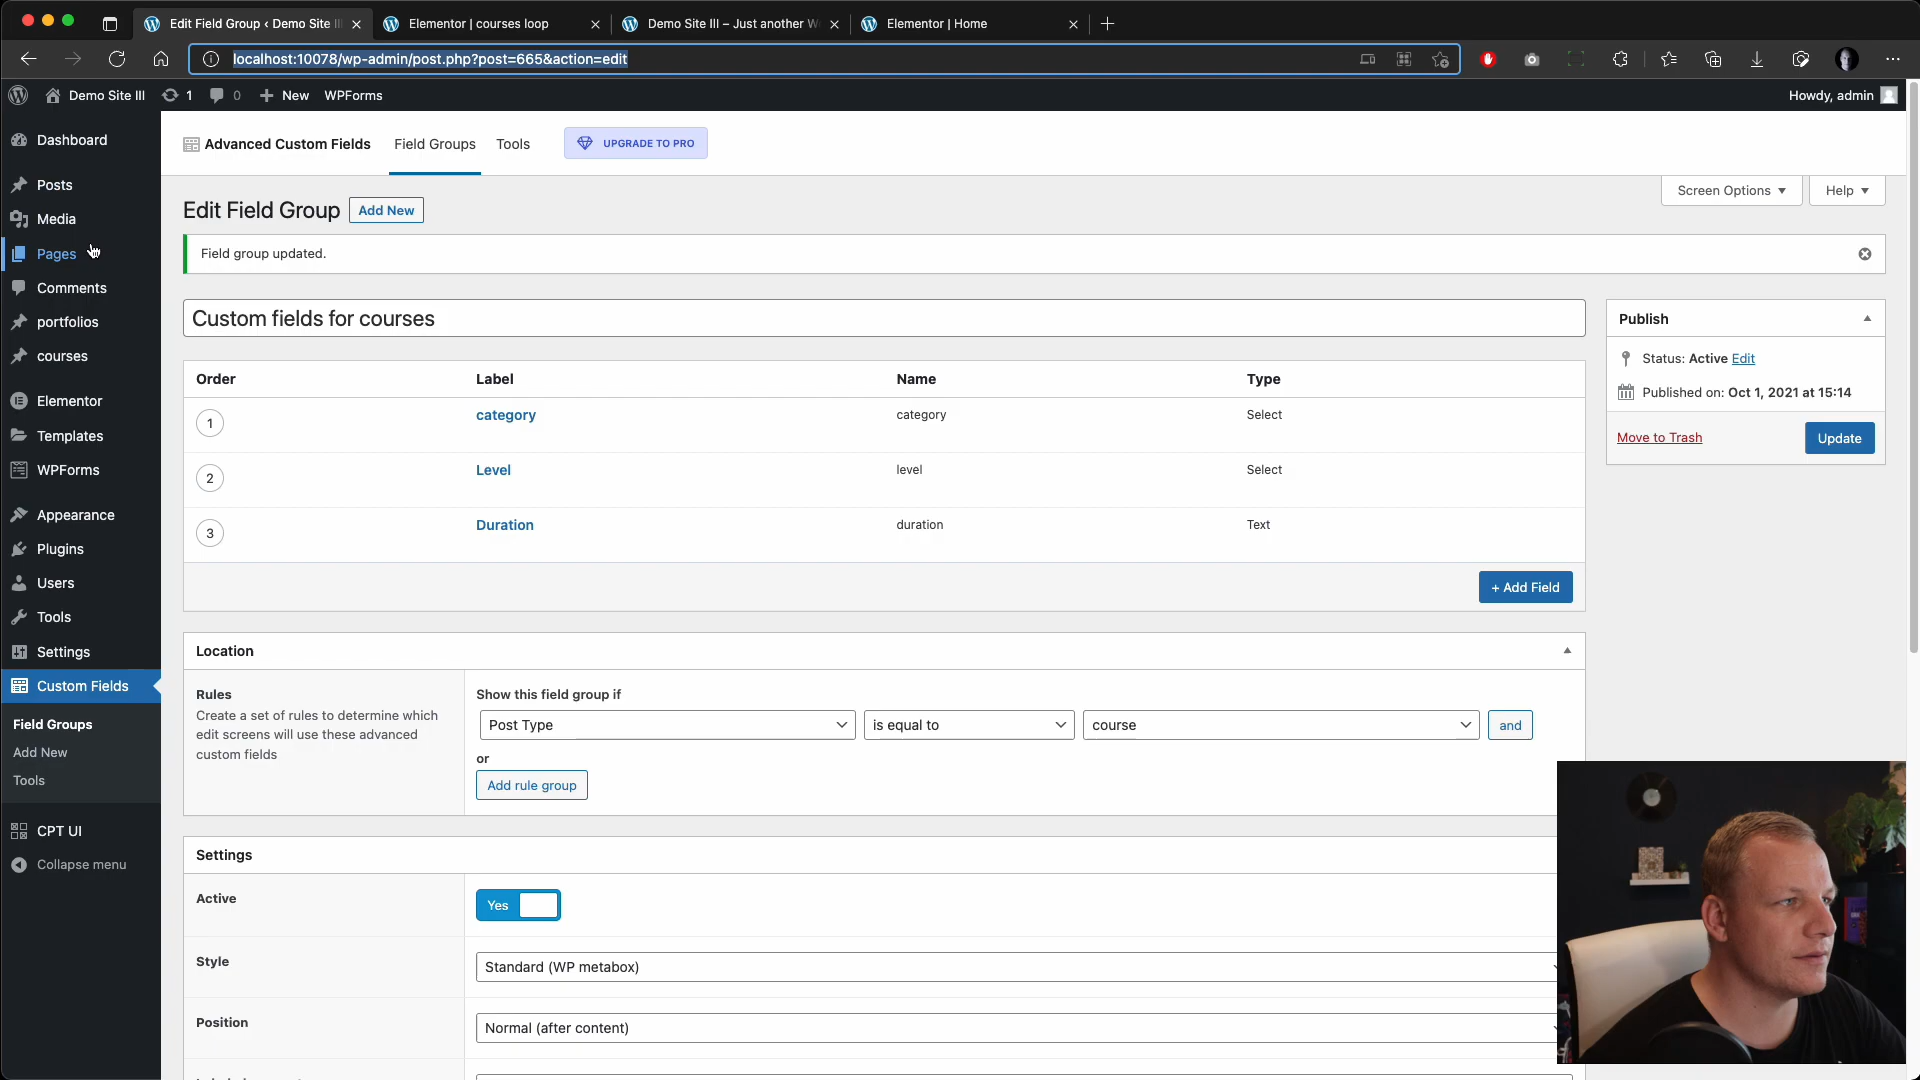 Edit Field Group ‹ Demo Site III
Elementor | courses loop
Demo Site III – Just another W
Elementor | Home
localhost:10078/wp-admin/post.php?post=665&action=edit
Demo Site III
1
0
New
WPForms
Howdy, admin
Dashboard
Posts
Media
Pages
Comments
portfolios
courses
Elementor
Templates
WPForms
Appearance
Plugins
Users
Tools
Settings
Custom Fields
Field Groups
Add New
Tools
CPT UI
Collapse menu
Advanced Custom Fields
Field Groups
Tools
UPGRADE TO PRO
Screen Options
Help
Edit Field Group
Add New
Field group updated.
Custom fields for courses
Order Label Name Type
1 category category Select
2 Level level Select
3 Duration duration Text
+ Add Field
Publish
Status: Active Edit
Published on: Oct 1, 2021 at 15:14
Move to Trash
Update
Location
Rules
Create a set of rules to determine which
edit screens will use these advanced
custom fields
Show this field group if
Post Type
is equal to
course
and
or
Add rule group
Settings
Active
Yes
Style
Standard (WP metabox)
Position
Normal (after content)